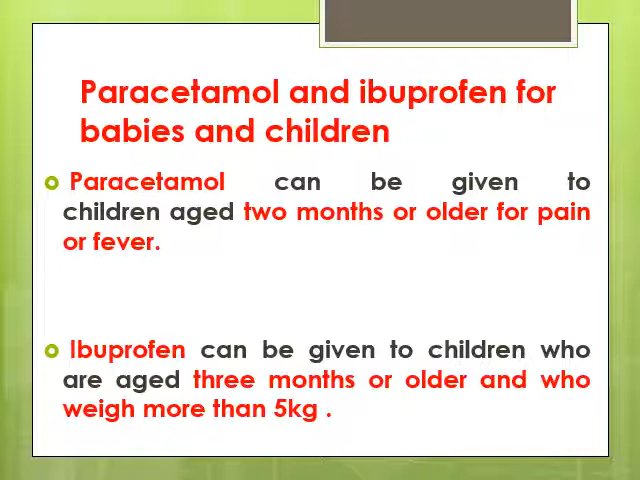 Paracetamol and ibuprofen for
babies and children
Paracetamol can be given to
children aged two months or older for pain
or fever.
Ibuprofen can be given to children who
are aged three months or older and who
weigh more than 5kg .